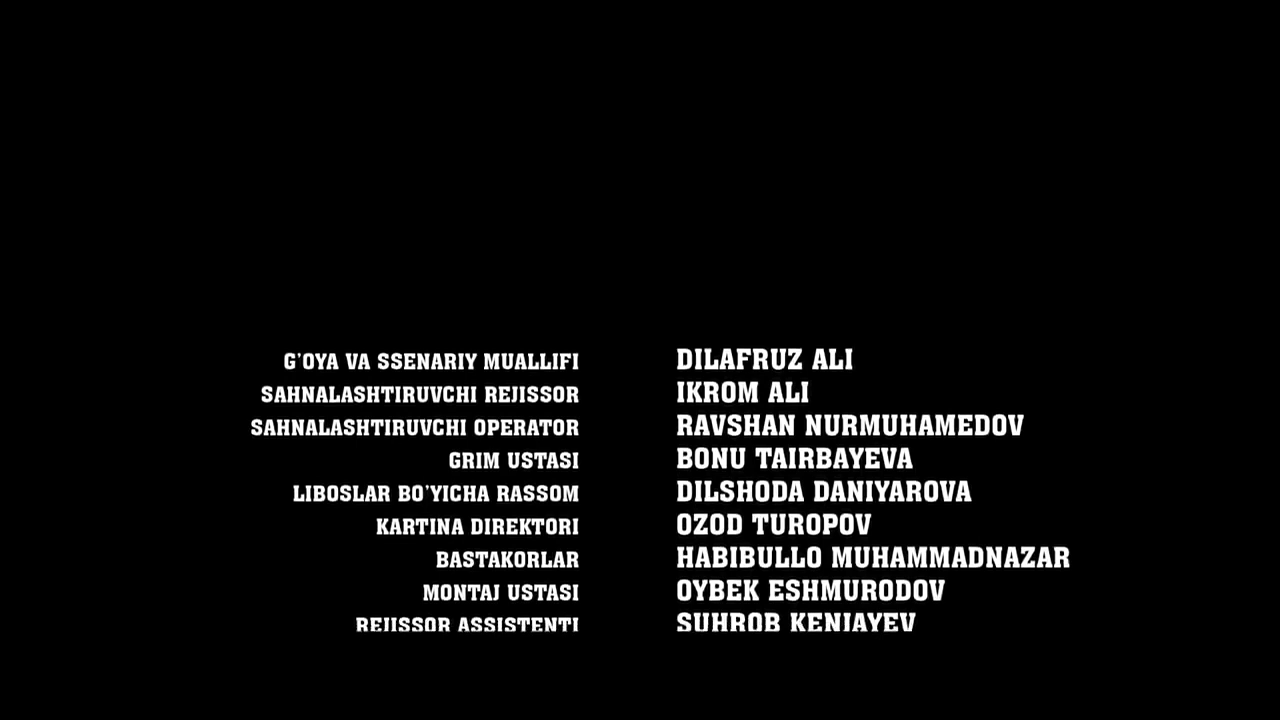 G'OYA VA SSENARIY MUALLIFI DILAFRUZ ALI
SAHNALASHTIRUVCHI REJISSOR IKROM ALI
SAHNALASHTIRUVCHI OPERATOR RAVSHAN NURMUHAMEDOV
GRIM USTASI BONU TAIRBAYEVA
LIBOSLAR BO'YICHA RASSOM DILSHODA DANIYAROVA
KARTINA DIREKTORI OZOD TUROPOV
BASTAKORLAR HABIBULLO MUHAMMADNAZAR
MONTAJ USTASI OYBEK ESHMURODOV
REJISSOR ASSISTENTI SUHROB KENJAYEV